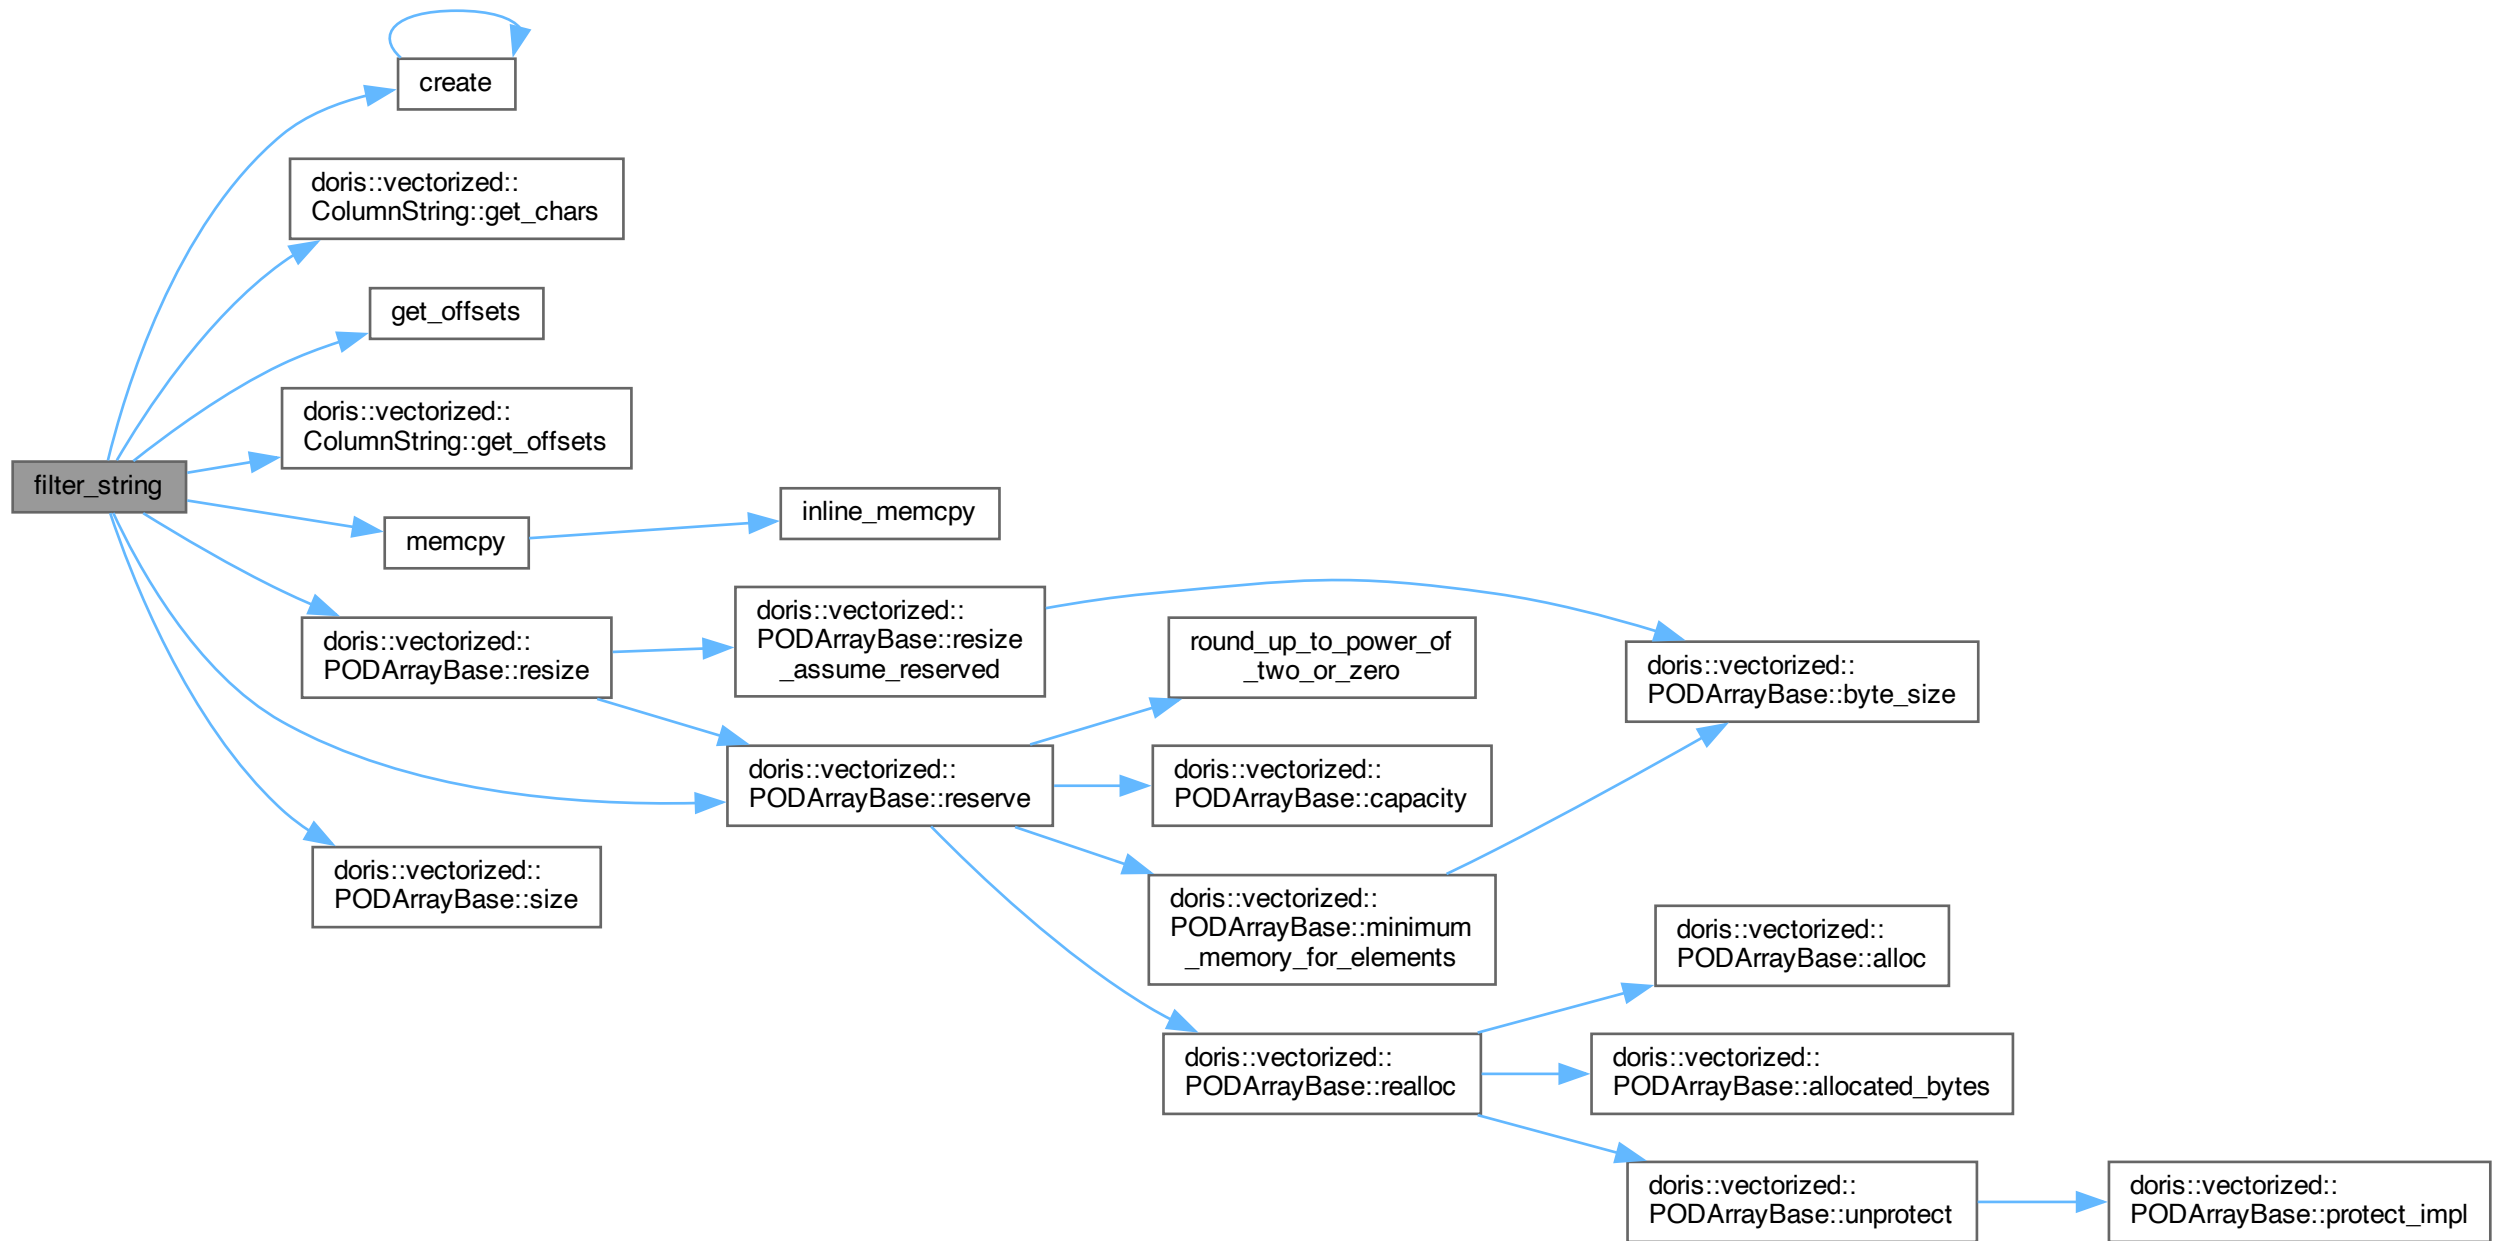 create
doris::vectorized::
ColumnString::get_chars
get_offsets
doris::vectorized::
ColumnString::get_offsets
filter_string
memcpy
inline_memcpy
doris::vectorized::
PODArrayBase::resize
doris::vectorized::
PODArrayBase::resize
_assume_reserved
round_up_to_power_of
_two_or_zero
doris::vectorized::
PODArrayBase::byte_size
doris::vectorized::
PODArrayBase::reserve
doris::vectorized::
PODArrayBase::capacity
doris::vectorized::
PODArrayBase::size
doris::vectorized::
PODArrayBase::minimum
_memory_for_elements
doris::vectorized::
PODArrayBase::alloc
doris::vectorized::
PODArrayBase::realloc
doris::vectorized::
PODArrayBase::allocated_bytes
doris::vectorized::
PODArrayBase::unprotect
doris::vectorized::
PODArrayBase::protect_impl